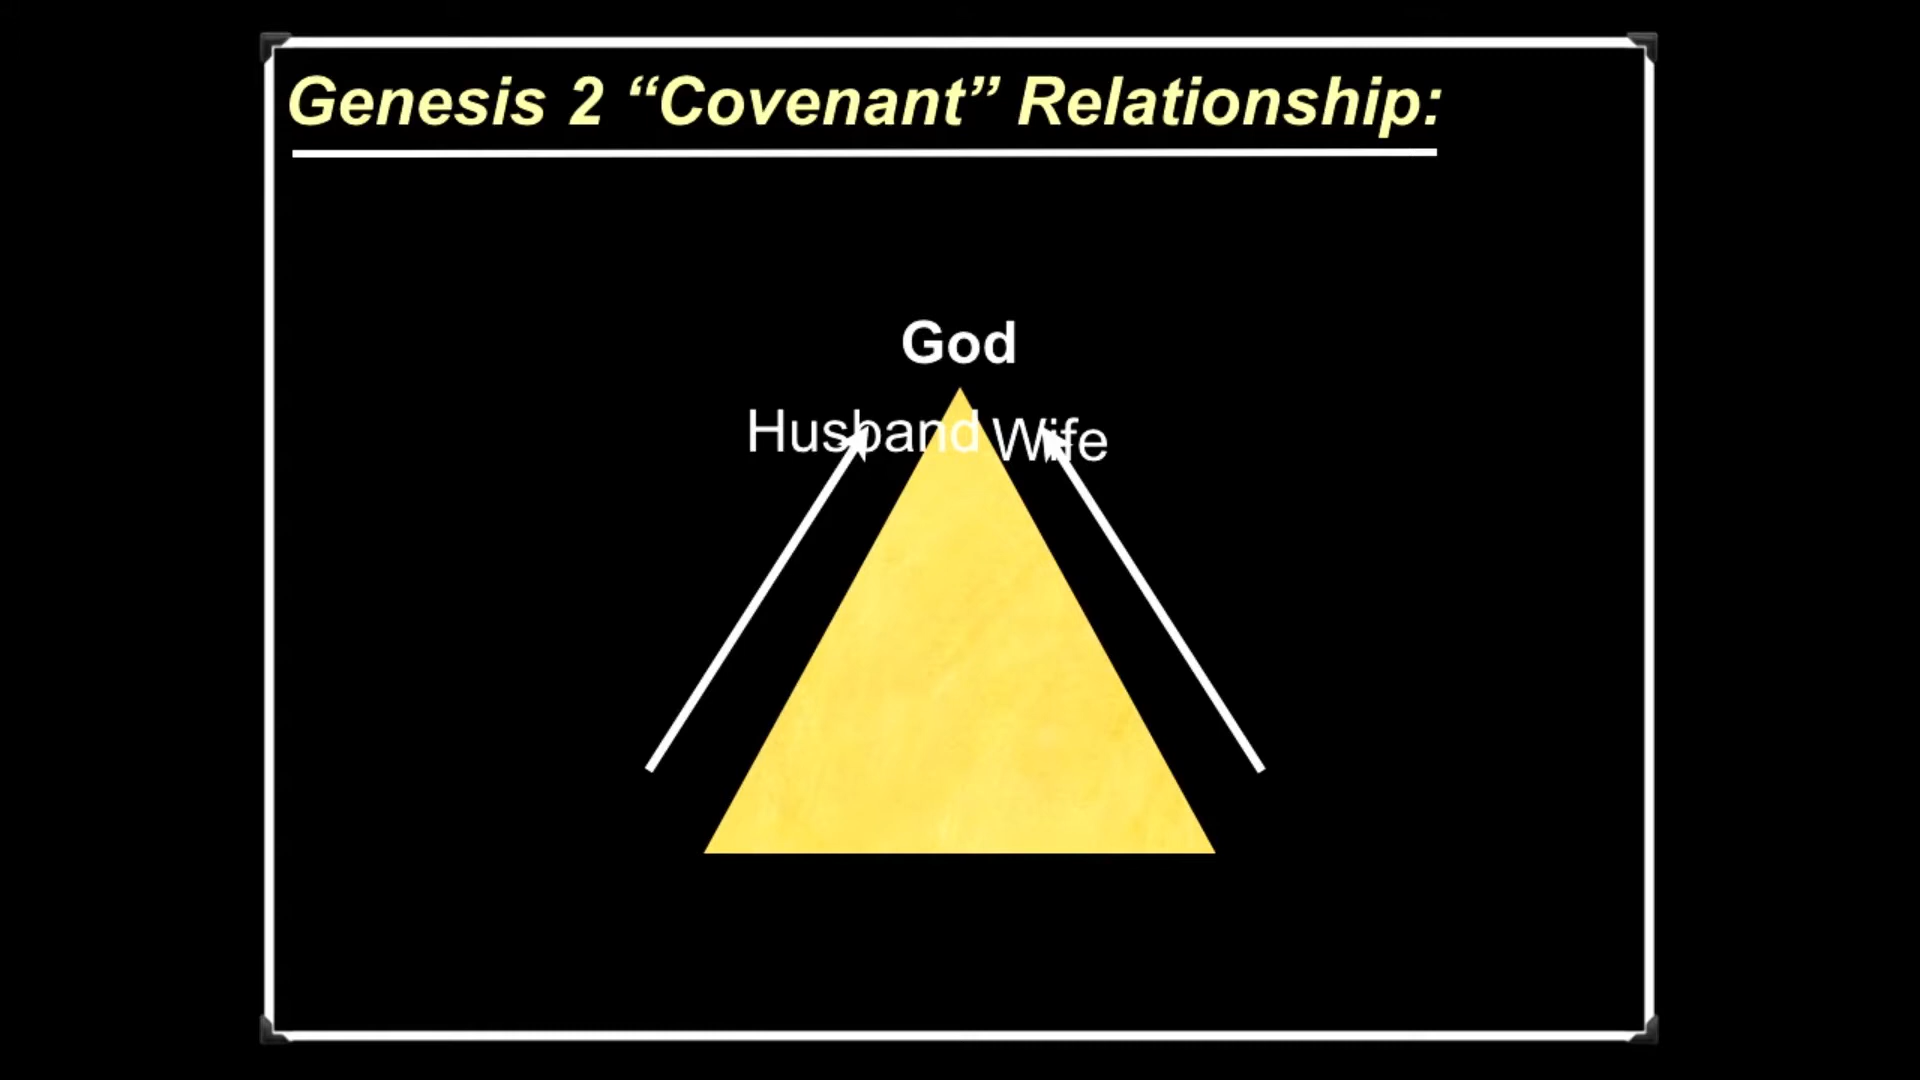 Genesis 2 “Covenant” Relationship:
God
Husband Wife